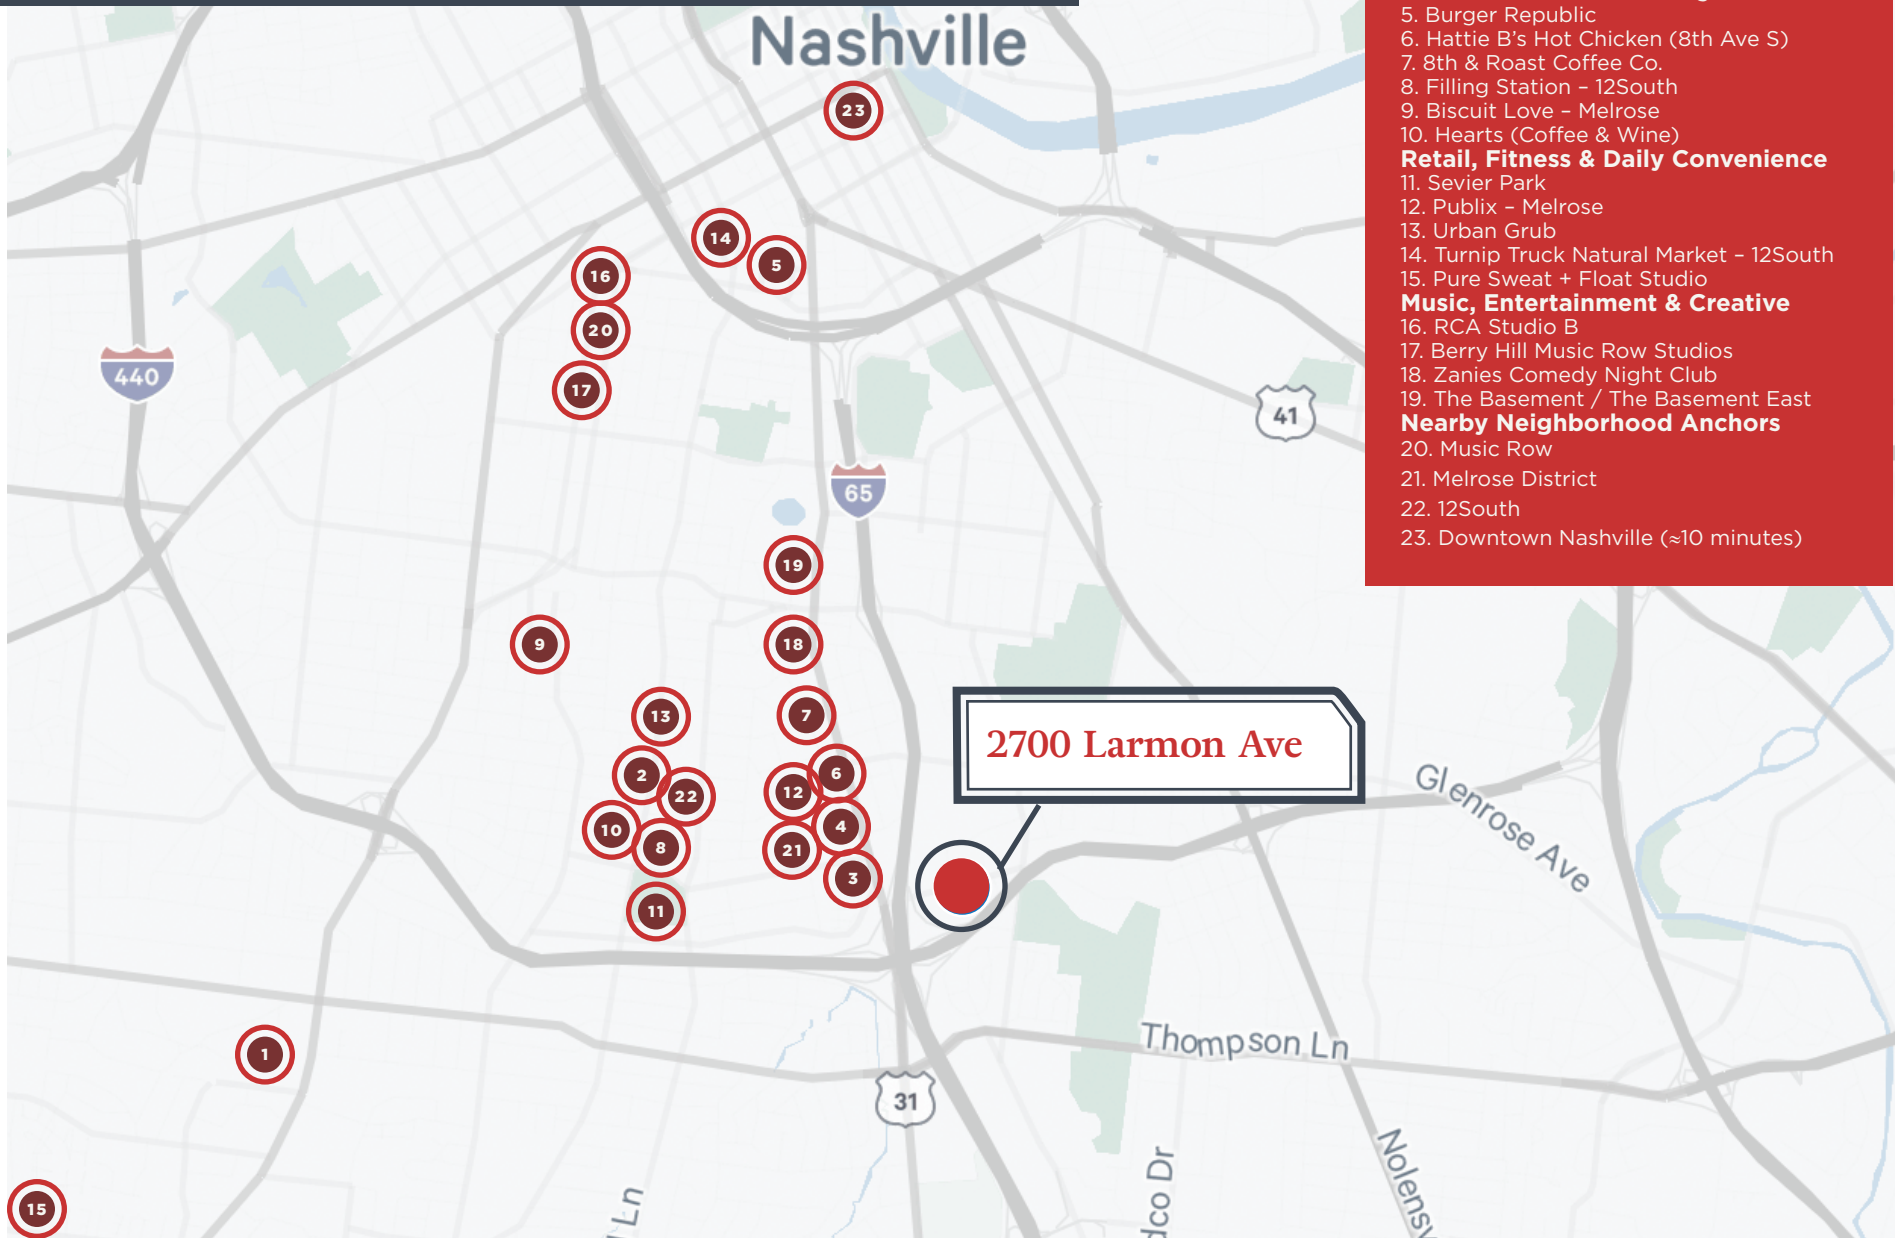 Nashville
5. Burger Republic
6. Hattie B's Hot Chicken (8th Ave S)
7. 8th & Roast Coffee Co.
8. Filling Station – 12South
9. Biscuit Love – Melrose
10. Hearts (Coffee & Wine)
Retail, Fitness & Daily Convenience
11. Sevier Park
12. Publix – Melrose
13. Urban Grub
14. Turnip Truck Natural Market – 12South
15. Pure Sweat + Float Studio
Music, Entertainment & Creative
16. RCA Studio B
17. Berry Hill Music Row Studios
18. Zanies Comedy Night Club
19. The Basement / The Basement East
Nearby Neighborhood Anchors
20. Music Row
21. Melrose District
22. 12South
23. Downtown Nashville (≈10 minutes)
23
14
5
16
20
440
17
41
65
19
9
18
13
7
2700 Larmon Ave
2
6
22
12
10
4
8
21
3
11
Glenrose Ave
Thompson Ln
1
31
15
Ln
dco Dr
Nolensv